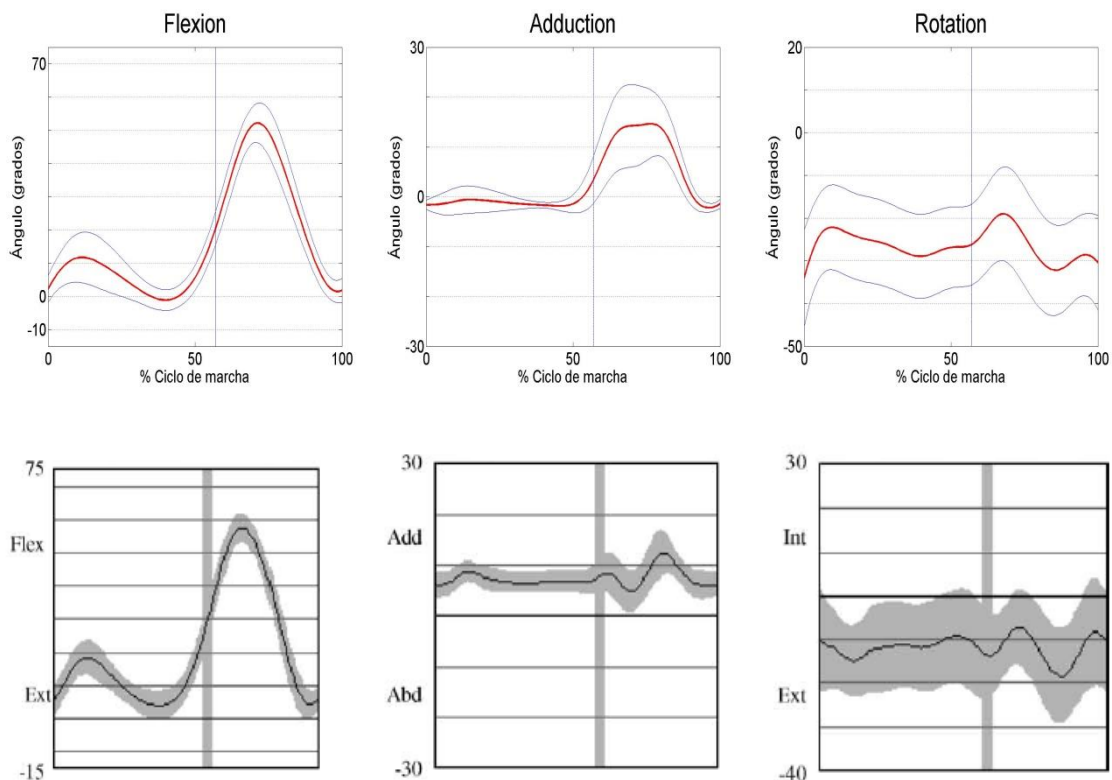 Flexion
70
10
0
-10
Ángulo (grados)
0
50
100
% Ciclo de marcha
Adduction
30
0
-20
-30
Ángulo (grados)
0
50
100
% Ciclo de marcha
Rotation
20
0
-50
Ángulo (grados)
0
50
100
% Ciclo de marcha
75
Flex
Ext
-15
30
Add
Abd
-30
30
Int
Ext
-40